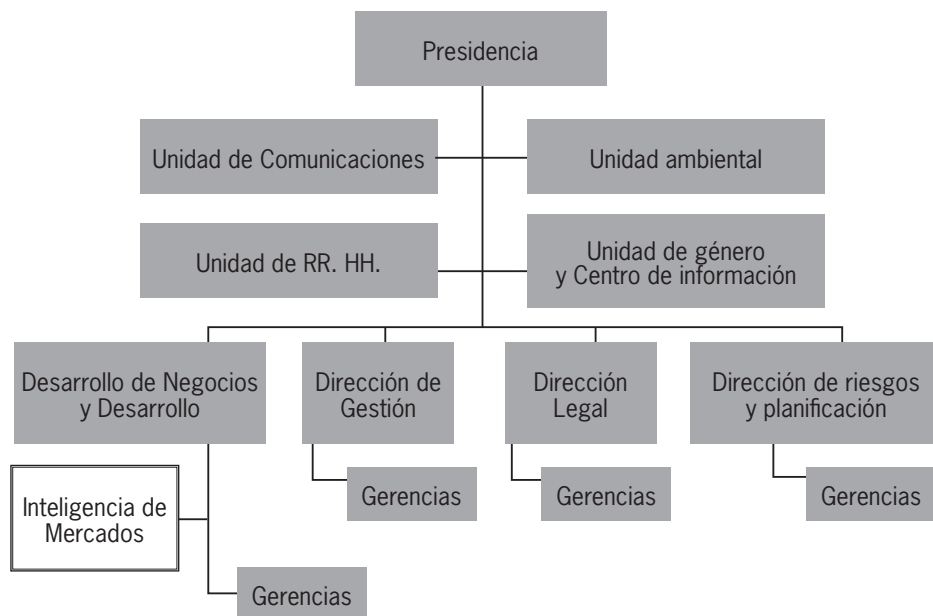 Presidencia
Unidad de Comunicaciones
Unidad ambiental
Unidad de RR. HH.
Unidad de género
y Centro de información
Desarrollo de Negocios
y Desarrollo
Dirección de
Gestión
Dirección
Legal
Dirección de riesgos
y planificación
Inteligencia de
Mercados
Gerencias
Gerencias
Gerencias
Gerencias